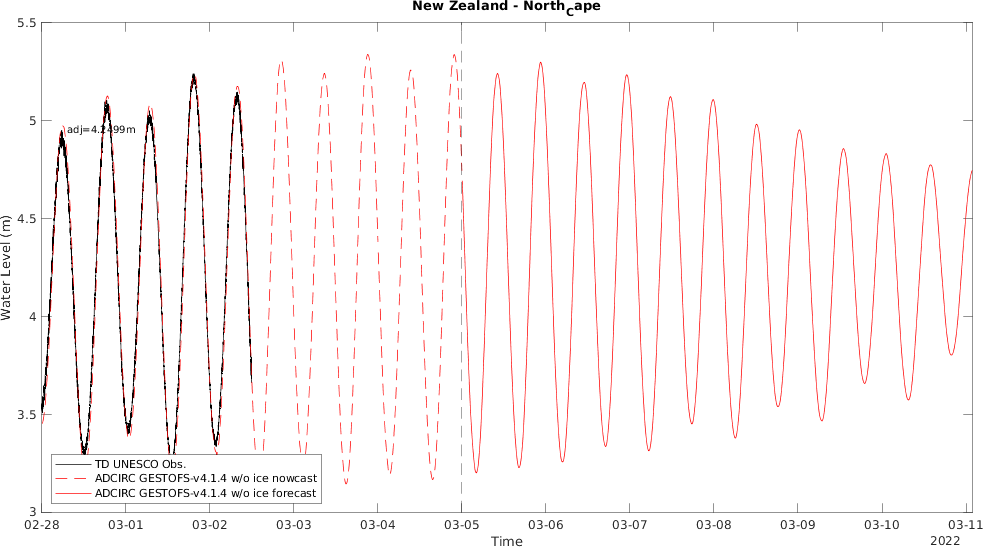 New Zealand - NorthCape
5.5
5
4.5
4
3.5
3
Water Level (m)
adj=4.2499m
TD UNESCO Obs.
ADCIRC GESTOFS-v4.1.4 w/o ice nowcast
ADCIRC GESTOFS-v4.1.4 w/o ice forecast
02-28 03-01 03-02 03-03 03-04 03-05 03-06 03-07 03-08 03-09 03-10 03-11
Time
2022